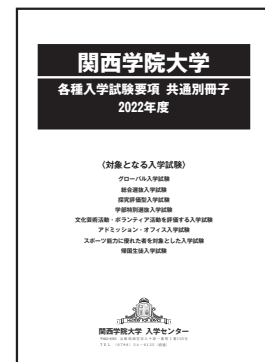 関西学院大学
各種入学試験要項 共通別冊子
2022年度
〈対象となる入学試験〉
グローバル入学試験
総合選抜入学試験
探究評価型入学試験
学部特別選抜入学試験
文化芸術活動・ボランティア活動を評価する入学試験
アドミッション・オフィス入学試験
スポーツ能力に優れた者を対象とした入学試験
帰国生徒入学試験
関西学院大学 入学センター